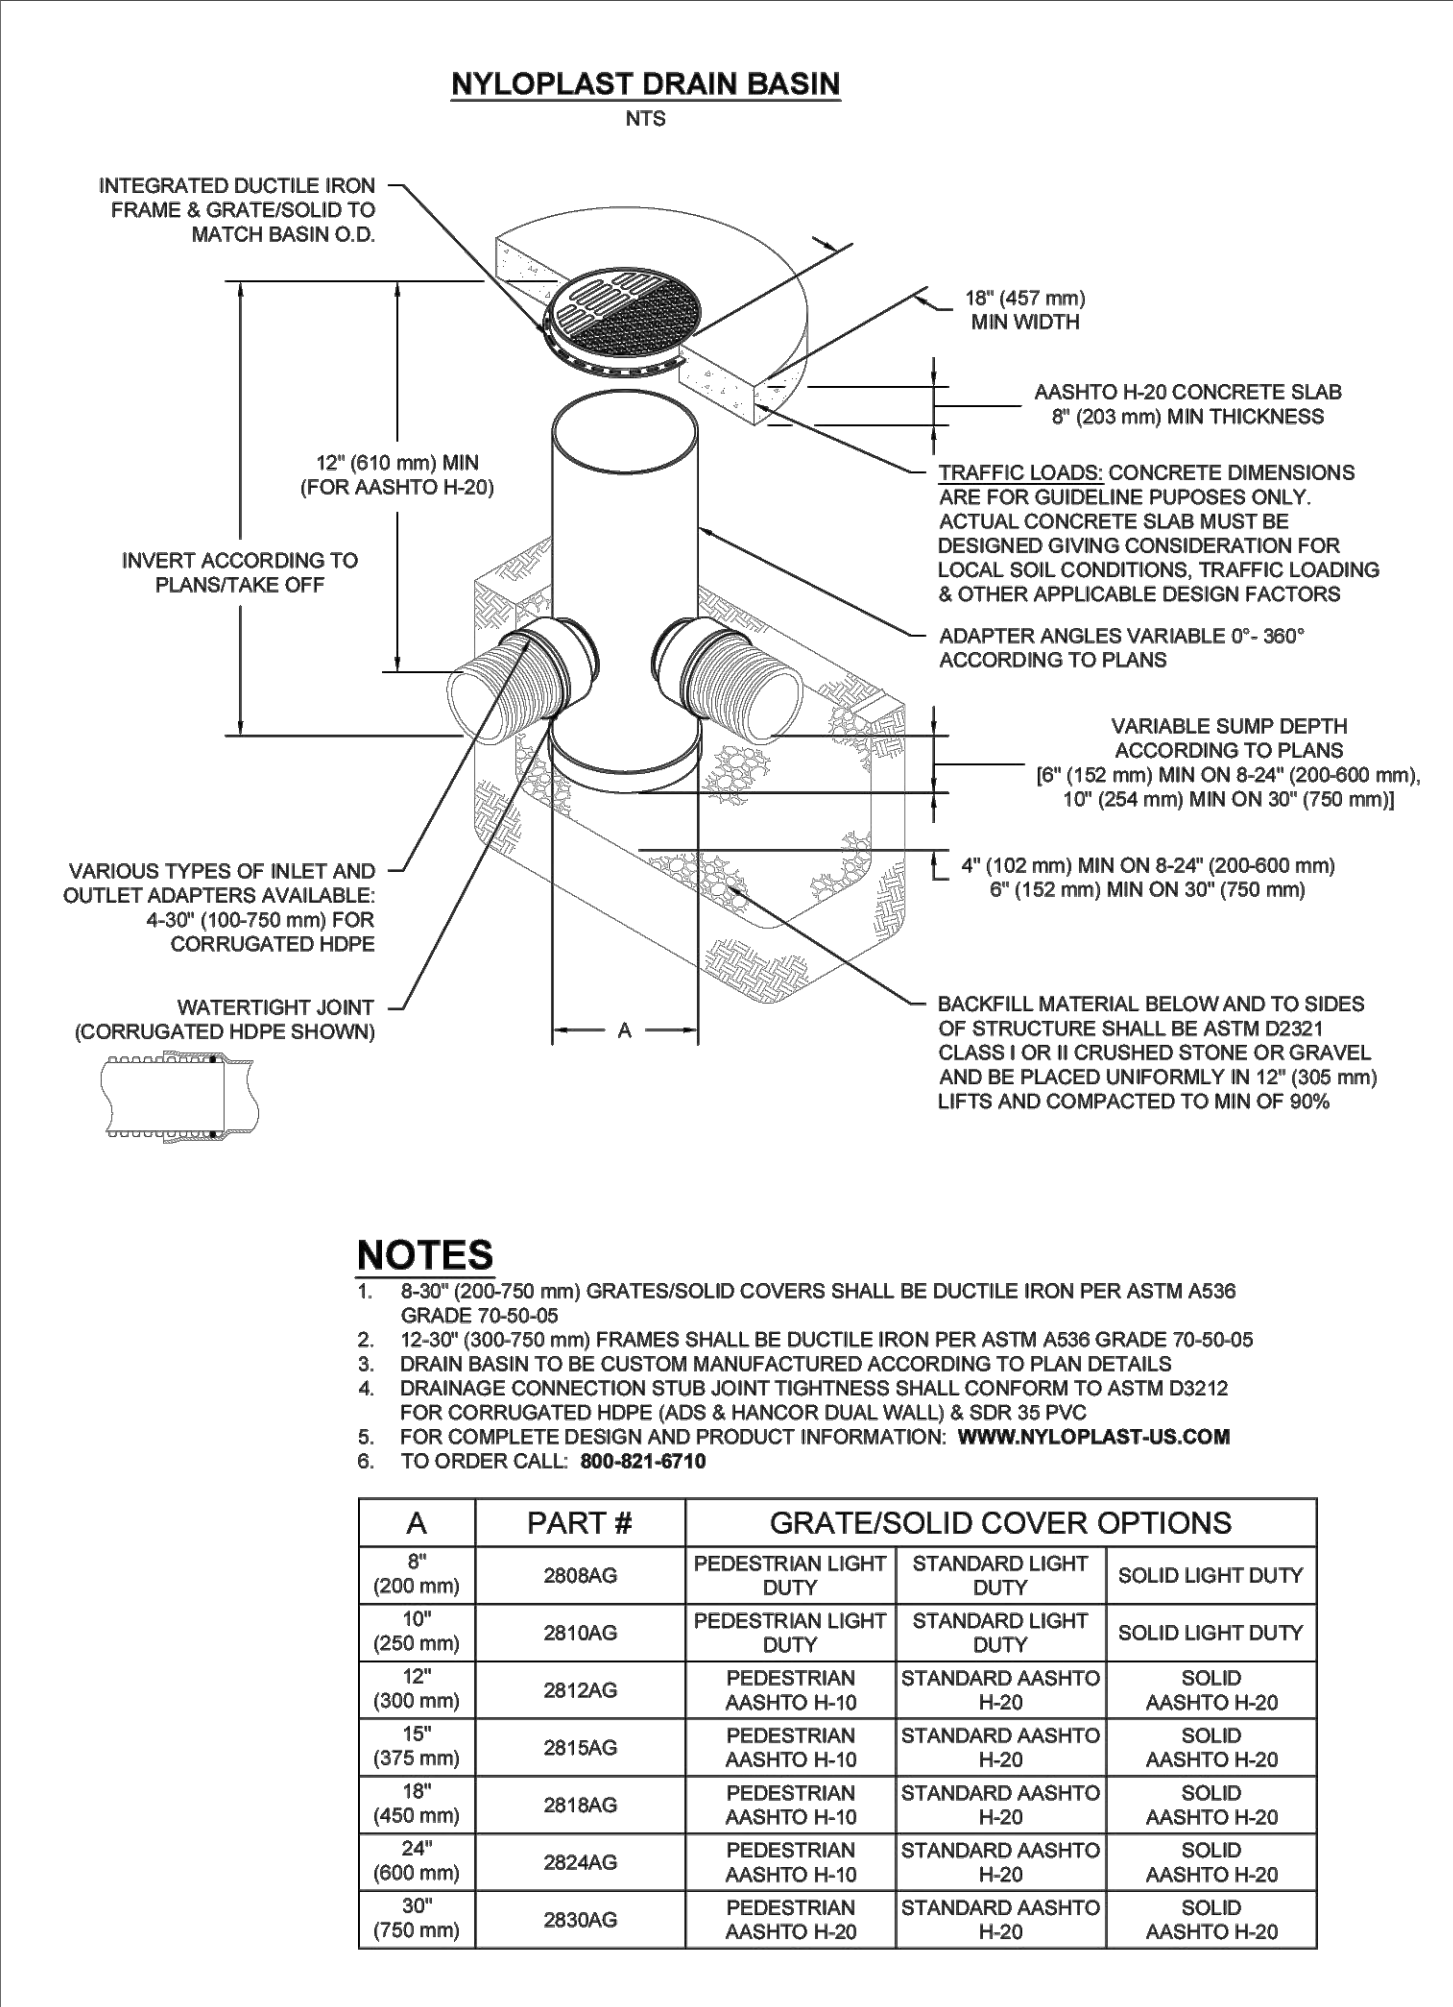 NYLOPLAST DRAIN BASIN
NTS
INTEGRATED DUCTILE IRON
FRAME & GRATE/SOLID TO
MATCH BASIN O.D.
18" (457 mm)
MIN WIDTH
AASHTO H-20 CONCRETE SLAB
8" (203 mm) MIN THICKNESS
12" (610 mm) MIN
(FOR AASHTO H-20)
TRAFFIC LOADS: CONCRETE DIMENSIONS
ARE FOR GUIDELINE PUPOSES ONLY.
ACTUAL CONCRETE SLAB MUST BE
DESIGNED GIVING CONSIDERATION FOR
LOCAL SOIL CONDITIONS, TRAFFIC LOADING
& OTHER APPLICABLE DESIGN FACTORS
INVERT ACCORDING TO
PLANS/TAKE OFF
ADAPTER ANGLES VARIABLE 0°- 360°
ACCORDING TO PLANS
VARIABLE SUMP DEPTH
ACCORDING TO PLANS
[6" (152 mm) MIN ON 8-24" (200-600 mm),
10" (254 mm) MIN ON 30" (750 mm)]
4" (102 mm) MIN ON 8-24" (200-600 mm)
6" (152 mm) MIN ON 30" (750 mm)
VARIOUS TYPES OF INLET AND
OUTLET ADAPTERS AVAILABLE:
4-30" (100-750 mm) FOR
CORRUGATED HDPE
WATERTIGHT JOINT
(CORRUGATED HDPE SHOWN)
A
BACKFILL MATERIAL BELOW AND TO SIDES
OF STRUCTURE SHALL BE ASTM D2321
CLASS I OR II CRUSHED STONE OR GRAVEL
AND BE PLACED UNIFORMLY IN 12" (305 mm)
LIFTS AND COMPACTED TO MIN OF 90%
NOTES
1. 8-30" (200-750 mm) GRATES/SOLID COVERS SHALL BE DUCTILE IRON PER ASTM A536
GRADE 70-50-05
2. 12-30" (300-750 mm) FRAMES SHALL BE DUCTILE IRON PER ASTM A536 GRADE 70-50-05
3. DRAIN BASIN TO BE CUSTOM MANUFACTURED ACCORDING TO PLAN DETAILS
4. DRAINAGE CONNECTION STUB JOINT TIGHTNESS SHALL CONFORM TO ASTM D3212
FOR CORRUGATED HDPE (ADS & HANCOR DUAL WALL) & SDR 35 PVC
5. FOR COMPLETE DESIGN AND PRODUCT INFORMATION: WWW.NYLOPLAST-US.COM
6. TO ORDER CALL: 800-821-6710
A PART # GRATE/SOLID COVER OPTIONS
8" PEDESTRIAN LIGHT STANDARD LIGHT
(200 mm) 2808AG DUTY DUTY SOLID LIGHT DUTY
10" PEDESTRIAN LIGHT STANDARD LIGHT
(250 mm) 2810AG DUTY DUTY SOLID LIGHT DUTY
12" PEDESTRIAN STANDARD AASHTO SOLID
(300 mm) 2812AG AASHTO H-10 H-20 AASHTO H-20
15" PEDESTRIAN STANDARD AASHTO SOLID
(375 mm) 2815AG AASHTO H-10 H-20 AASHTO H-20
18" PEDESTRIAN STANDARD AASHTO SOLID
(450 mm) 2818AG AASHTO H-10 H-20 AASHTO H-20
24" PEDESTRIAN STANDARD AASHTO SOLID
(600 mm) 2824AG AASHTO H-10 H-20 AASHTO H-20
30" PEDESTRIAN STANDARD AASHTO SOLID
(750 mm) 2830AG AASHTO H-20 H-20 AASHTO H-20